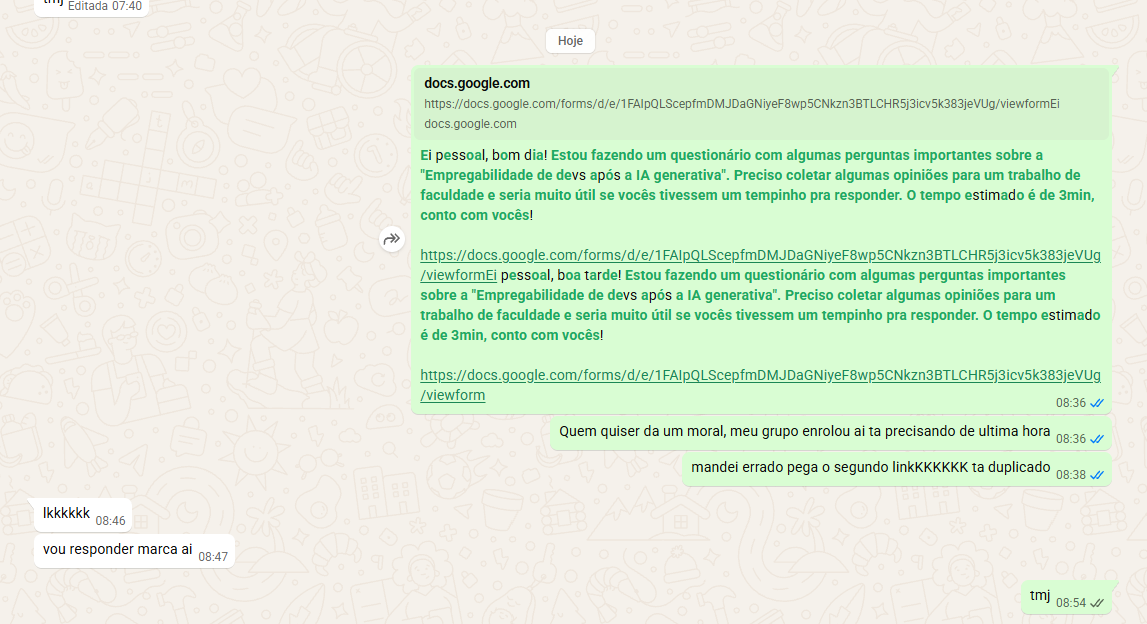 tmj Editada 07:40
Hoje
docs.google.com
https://docs.google.com/forms/d/e/1FAIpQLScepfmDMJDaGNiyeF8wp5CNkzn3BTLCHR5j3icv5k383jeVUg/viewformEi
docs.google.com
Ei pessoal, bom dia! Estou fazendo um questionário com algumas perguntas importantes sobre a
"Empregabilidade de devs após a IA generativa". Preciso coletar algumas opiniões para um trabalho de
faculdade e seria muito útil se vocês tivessem um tempinho pra responder. O tempo estimado é de 3min,
conto com vocês!
https://docs.google.com/forms/d/e/1FAIpQLScepfmDMJDaGNiyeF8wp5CNkzn3BTLCHR5j3icv5k383jeVUg
/viewformEi pessoal, boa tarde! Estou fazendo um questionário com algumas perguntas importantes
sobre a "Empregabilidade de devs após a IA generativa". Preciso coletar algumas opiniões para um
trabalho de faculdade e seria muito útil se vocês tivessem um tempinho pra responder. O tempo estimado
é de 3min, conto com vocês!
https://docs.google.com/forms/d/e/1FAIpQLScepfmDMJDaGNiyeF8wp5CNkzn3BTLCHR5j3icv5k383jeVUg
/viewform 08:36
Quem quiser da um moral, meu grupo enrolou ai ta precisando de ultima hora 08:36
mandei errado pega o segundo linkKKKKKK ta duplicado 08:38
lkkkkkk 08:46
vou responder marca ai 08:47
tmj 08:54